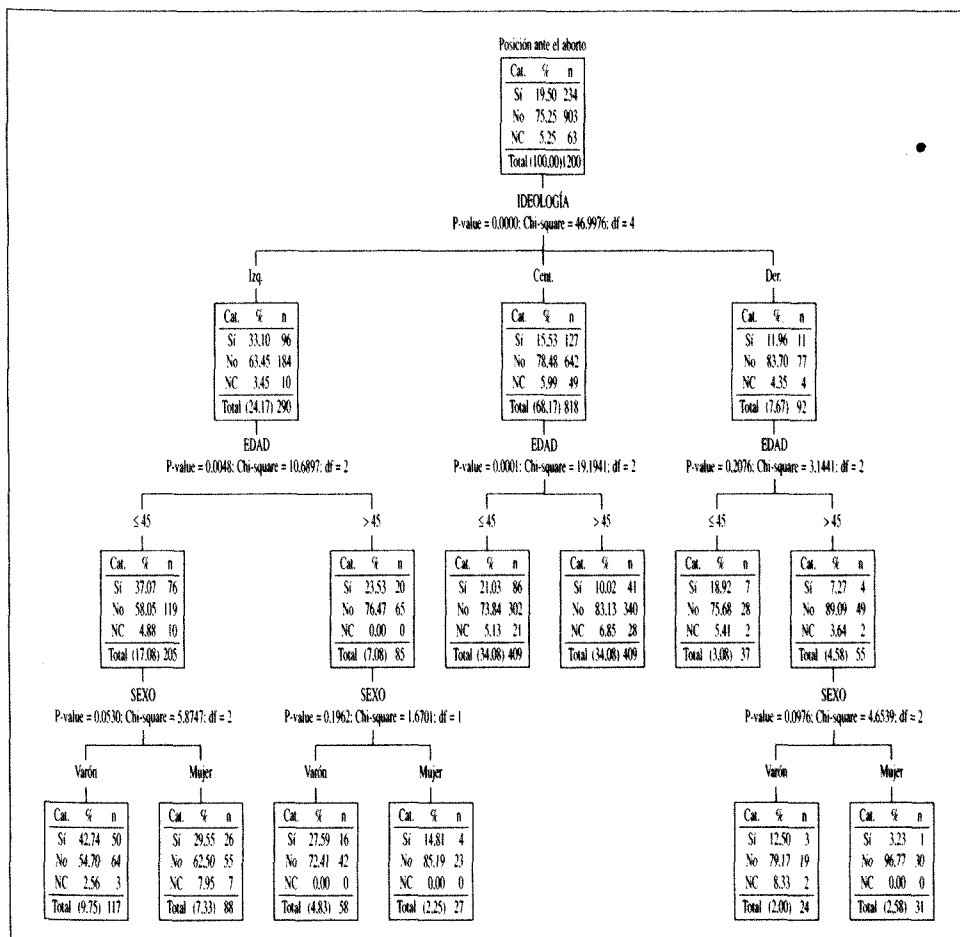 Posición ante el aborto
Cat. % n
Sí 19.50 234
No 75.25 903
NC 5.25 63
Total (100.00) 1200
IDEOLOGÍA
P-value = 0.0000; Chi-square = 46.9976; df = 4
Izq.
Cat. % n
Sí 33.10 96
No 63.45 184
NC 3.45 10
Total (24.17) 290
Cent.
Cat. % n
Sí 15.53 127
No 78.48 642
NC 5.99 49
Total (68.17) 818
Der.
Cat. % n
Sí 11.96 11
No 83.70 77
NC 4.35 4
Total (7.67) 92
EDAD
P-value = 0.0048; Chi-square = 10.6897; df = 2
EDAD
P-value = 0.0001; Chi-square = 19.1941; df = 2
EDAD
P-value = 0.2076; Chi-square = 3.1441; df = 2
≤ 45
Cat. % n
Sí 37.07 76
No 58.05 119
NC 4.88 10
Total (17.08) 205
> 45
Cat. % n
Sí 23.53 20
No 76.47 65
NC 0.00 0
Total (7.08) 85
≤ 45
Cat. % n
Sí 21.03 86
No 73.84 302
NC 5.13 21
Total (34.08) 409
> 45
Cat. % n
Sí 10.02 41
No 83.13 340
NC 6.85 28
Total (34.08) 409
≤ 45
Cat. % n
Sí 18.92 7
No 75.68 28
NC 5.41 2
Total (3.08) 37
> 45
Cat. % n
Sí 7.27 4
No 89.09 49
NC 3.64 2
Total (4.58) 55
SEXO
P-value = 0.0530; Chi-square = 5.8747; df = 2
SEXO
P-value = 0.1962; Chi-square = 1.6701; df = 1
SEXO
P-value = 0.0976; Chi-square = 4.6539; df = 2
Varón
Cat. % n
Sí 42.74 50
No 54.70 64
NC 2.56 3
Total (9.75) 117
Mujer
Cat. % n
Sí 29.55 26
No 62.50 55
NC 7.95 7
Total (7.33) 88
Varón
Cat. % n
Sí 27.59 16
No 72.41 42
NC 0.00 0
Total (4.83) 58
Mujer
Cat. % n
Sí 14.81 4
No 85.19 23
NC 0.00 0
Total (2.25) 27
Varón
Cat. % n
Sí 12.50 3
No 79.17 19
NC 8.33 2
Total (2.00) 24
Mujer
Cat. % n
Sí 3.23 1
No 96.77 30
NC 0.00 0
Total (2.58) 31